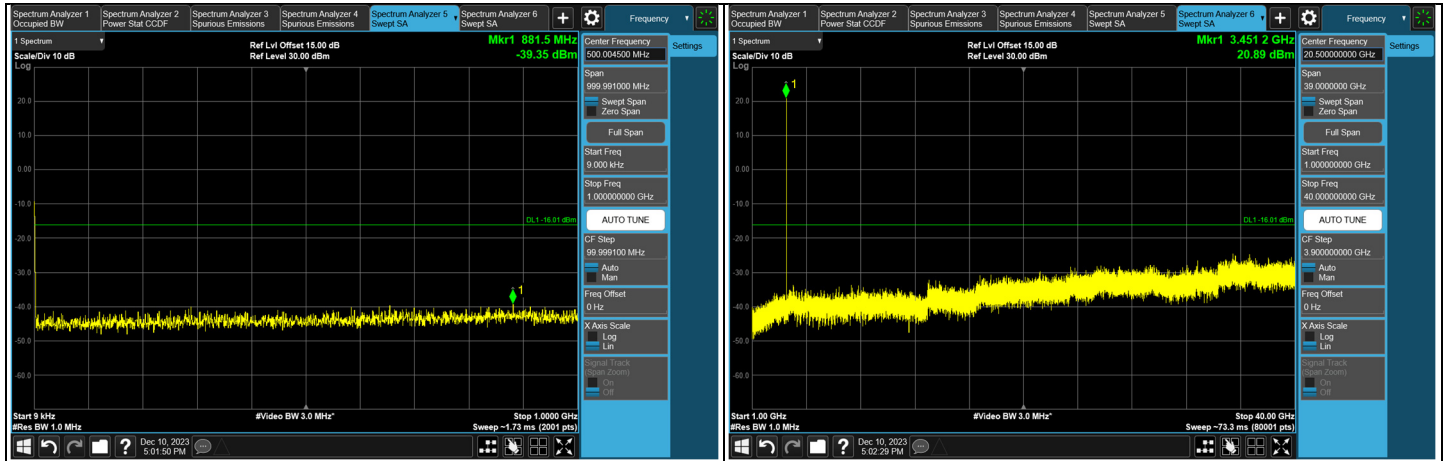 Spectrum Analyzer 1
Occupied BW
Spectrum Analyzer 2
Power Stat CCDF
Spectrum Analyzer 3
Spurious Emissions
Spectrum Analyzer 4
Spurious Emissions
Spectrum Analyzer 5
Swept SA
Spectrum Analyzer 6
Swept SA
Frequency
1 Spectrum
Scale/Div 10 dB
Log
Ref Lvl Offset 15.00 dB
Ref Level 30.00 dBm
Mkr1 881.5 MHz
-39.35 dBm
1
20.0
10.0
0.00
-10.0
-20.0
-30.0
-40.0
-50.0
-60.0
DL1 -16.01 dBm
Start 9 kHz
#Res BW 1.0 MHz
#Video BW 3.0 MHz*
Stop 1.0000 GHz
Sweep ~1.73 ms (2001 pts)
Center Frequency
500.004500 MHz
Settings
Span
999.991000 MHz
Swept Span
Zero Span
Full Span
Start Freq
9.000 kHz
Stop Freq
1.000000000 GHz
AUTO TUNE
CF Step
99.999100 MHz
Auto
Man
Freq Offset
0 Hz
X Axis Scale
Log
Lin
Signal Track
(Span Zoom)
On
Off
?
Dec 10, 2023
5:01:50 PM
Spectrum Analyzer 1
Occupied BW
Spectrum Analyzer 2
Power Stat CCDF
Spectrum Analyzer 3
Spurious Emissions
Spectrum Analyzer 4
Spurious Emissions
Spectrum Analyzer 5
Swept SA
Spectrum Analyzer 6
Swept SA
Frequency
1 Spectrum
Scale/Div 10 dB
Log
Ref Lvl Offset 15.00 dB
Ref Level 30.00 dBm
Mkr1 3.451 2 GHz
20.89 dBm
1
20.0
10.0
0.00
-10.0
-20.0
-30.0
-40.0
-50.0
-60.0
DL1 -16.01 dBm
Start 1.00 GHz
#Res BW 1.0 MHz
#Video BW 3.0 MHz*
Stop 40.00 GHz
Sweep ~73.3 ms (80001 pts)
Center Frequency
20.500000000 GHz
Settings
Span
39.0000000 GHz
Swept Span
Zero Span
Full Span
Start Freq
1.000000000 GHz
Stop Freq
40.000000000 GHz
AUTO TUNE
CF Step
3.900000000 GHz
Auto
Man
Freq Offset
0 Hz
X Axis Scale
Log
Lin
Signal Track
(Span Zoom)
On
Off
?
Dec 10, 2023
5:02:29 PM